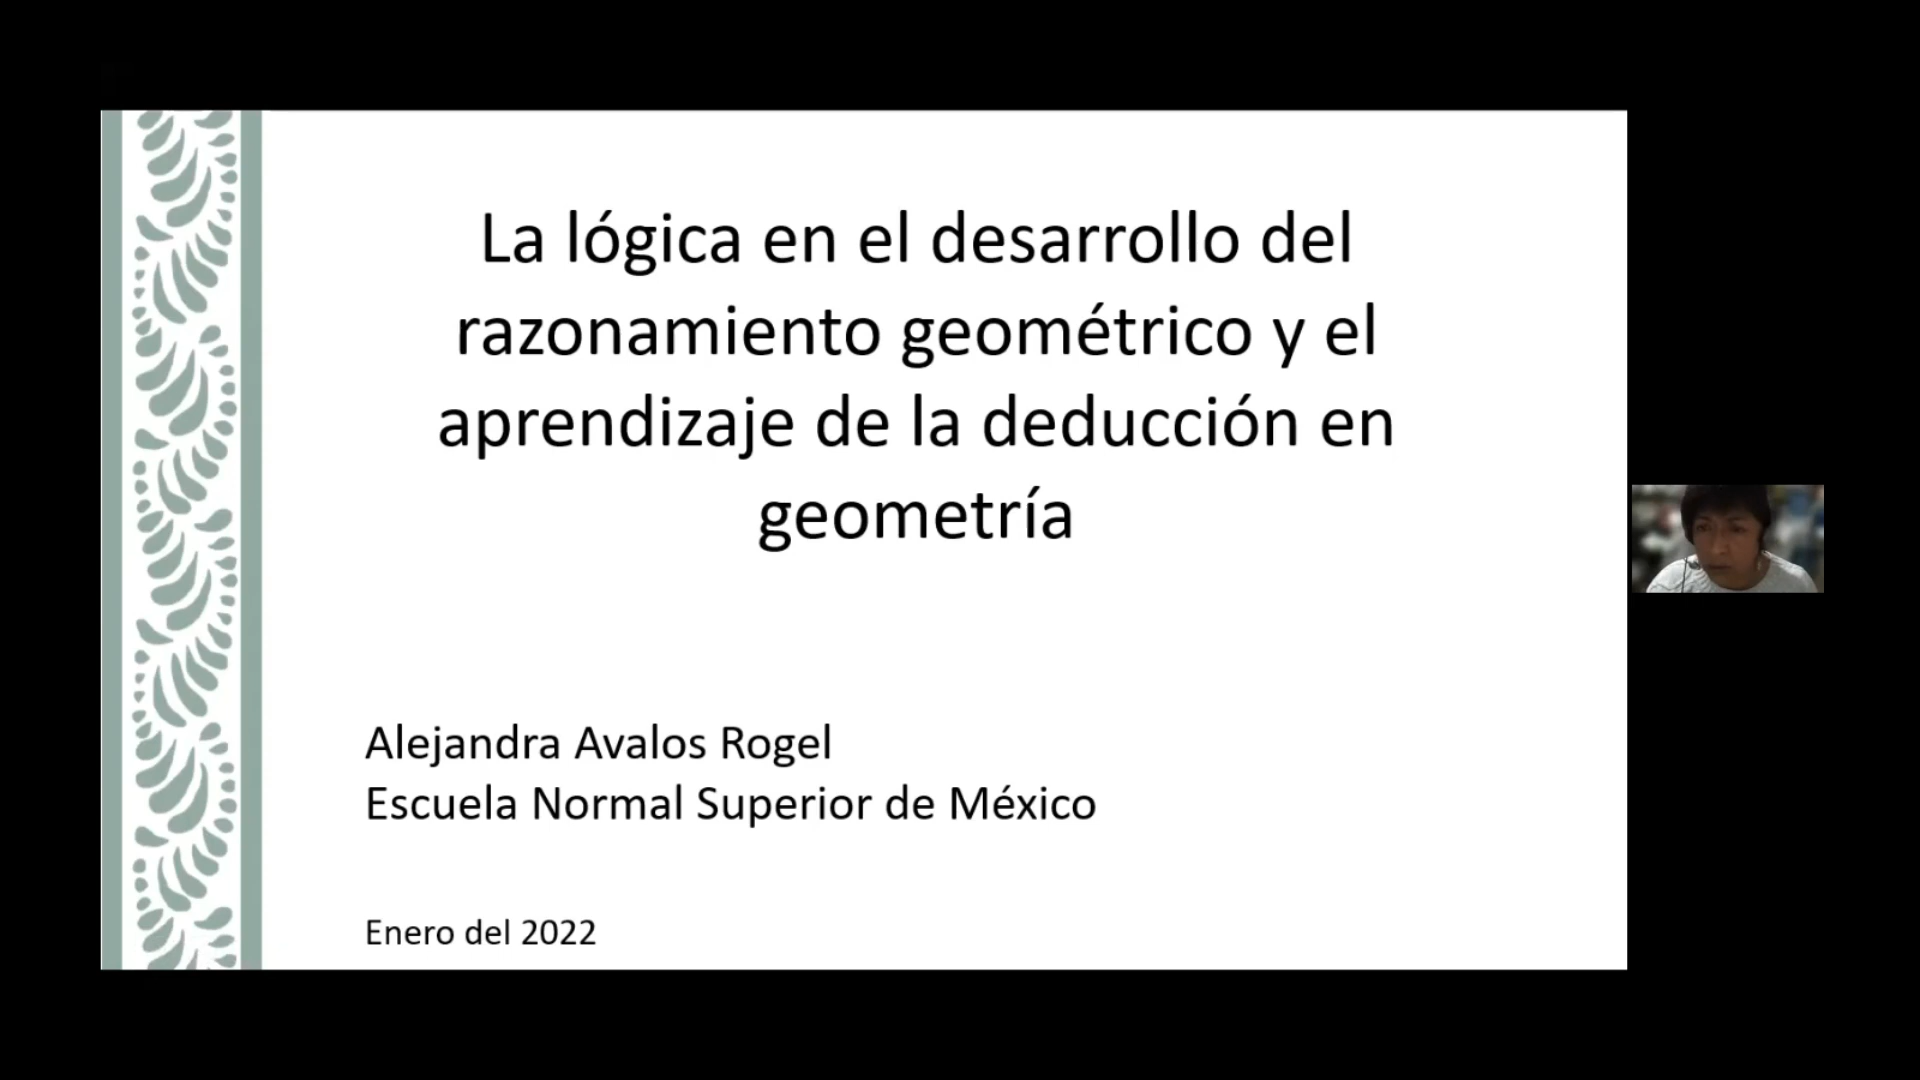 La lógica en el desarrollo del
razonamiento geométrico y el
aprendizaje de la deducción en
geometría
Alejandra Avalos Rogel
Escuela Normal Superior de México
Enero del 2022